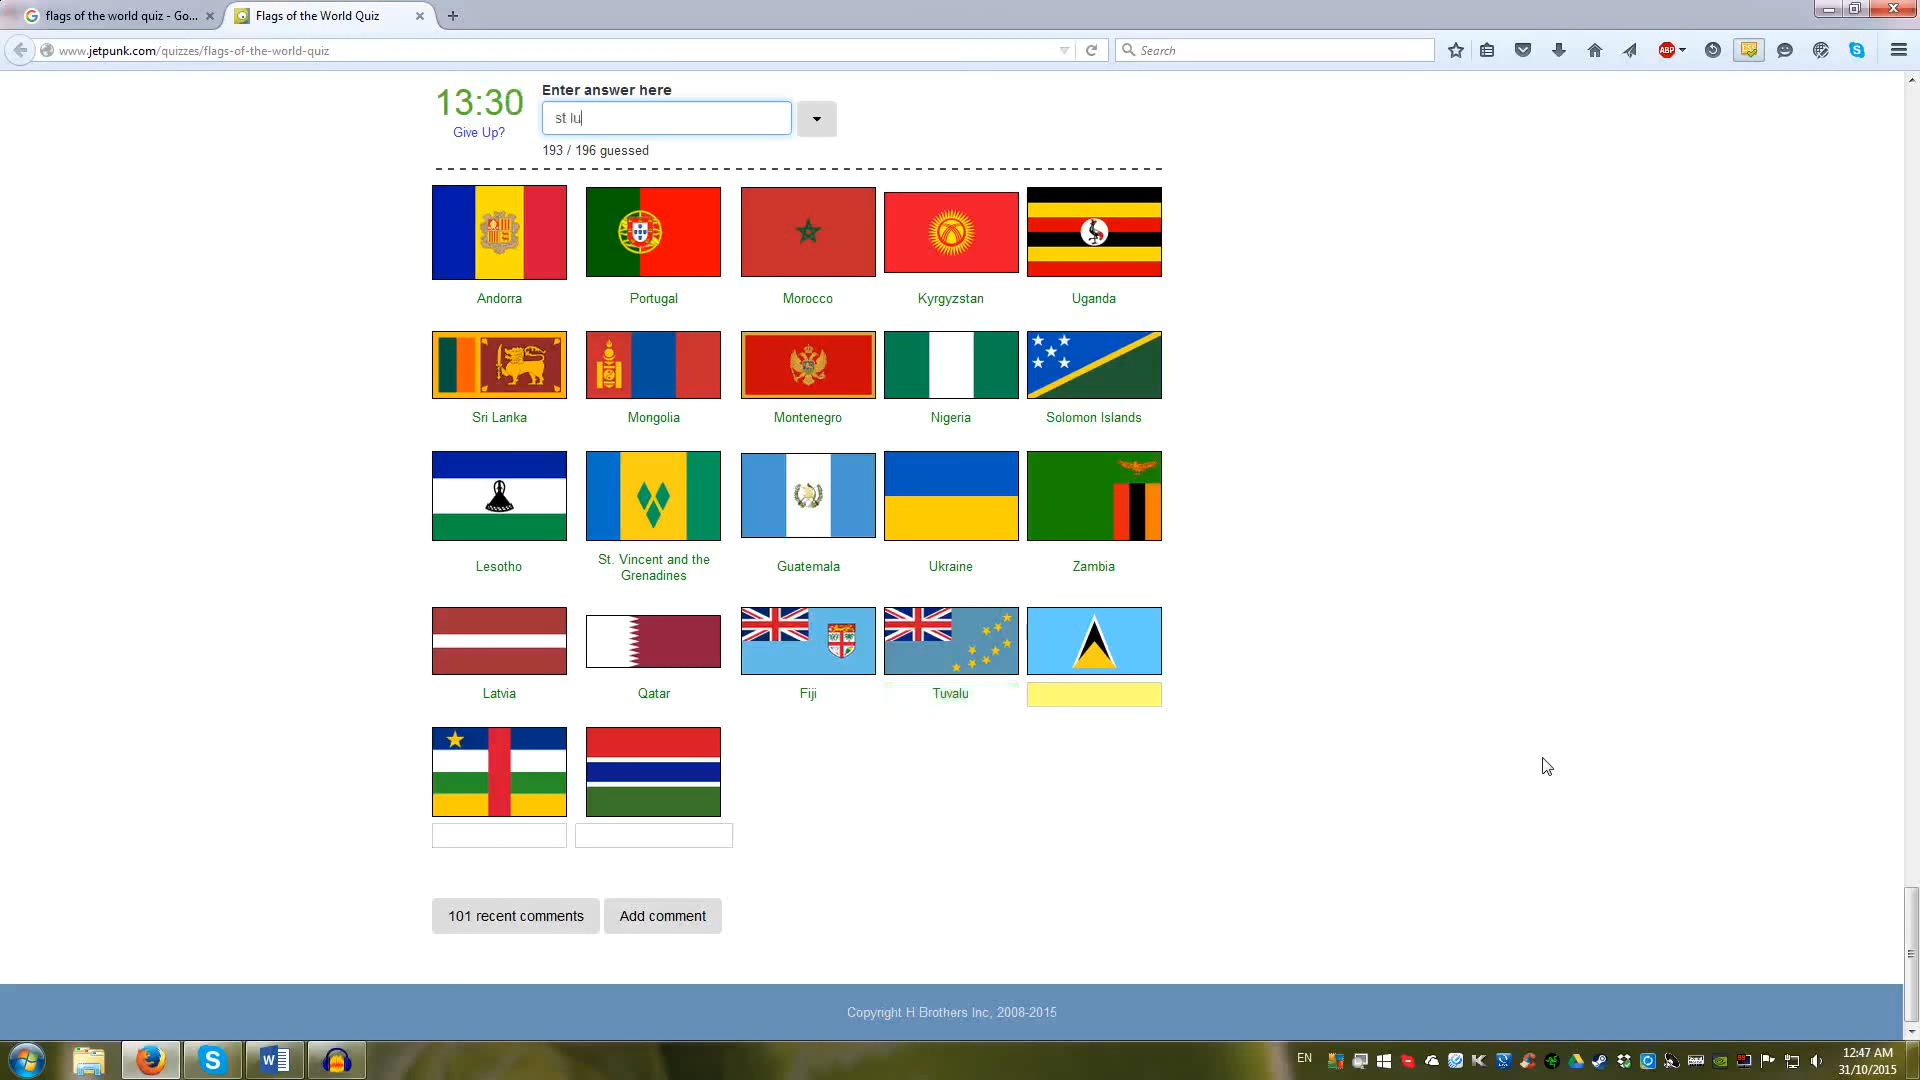 flags of the world quiz - Go...
Flags of the World Quiz
www.jetpunk.com/quizzes/flags-of-the-world-quiz
Search
ABP
13:30
Give Up?
Enter answer here
st lu
193 / 196 guessed
Andorra
Portugal
Morocco
Kyrgyzstan
Uganda
Sri Lanka
Mongolia
Montenegro
Nigeria
Solomon Islands
Lesotho
St. Vincent and the
Grenadines
Guatemala
Ukraine
Zambia
Latvia
Qatar
Fiji
Tuvalu
101 recent comments
Add comment
Copyright H Brothers Inc, 2008-2015
EN
12:47 AM
31/10/2015